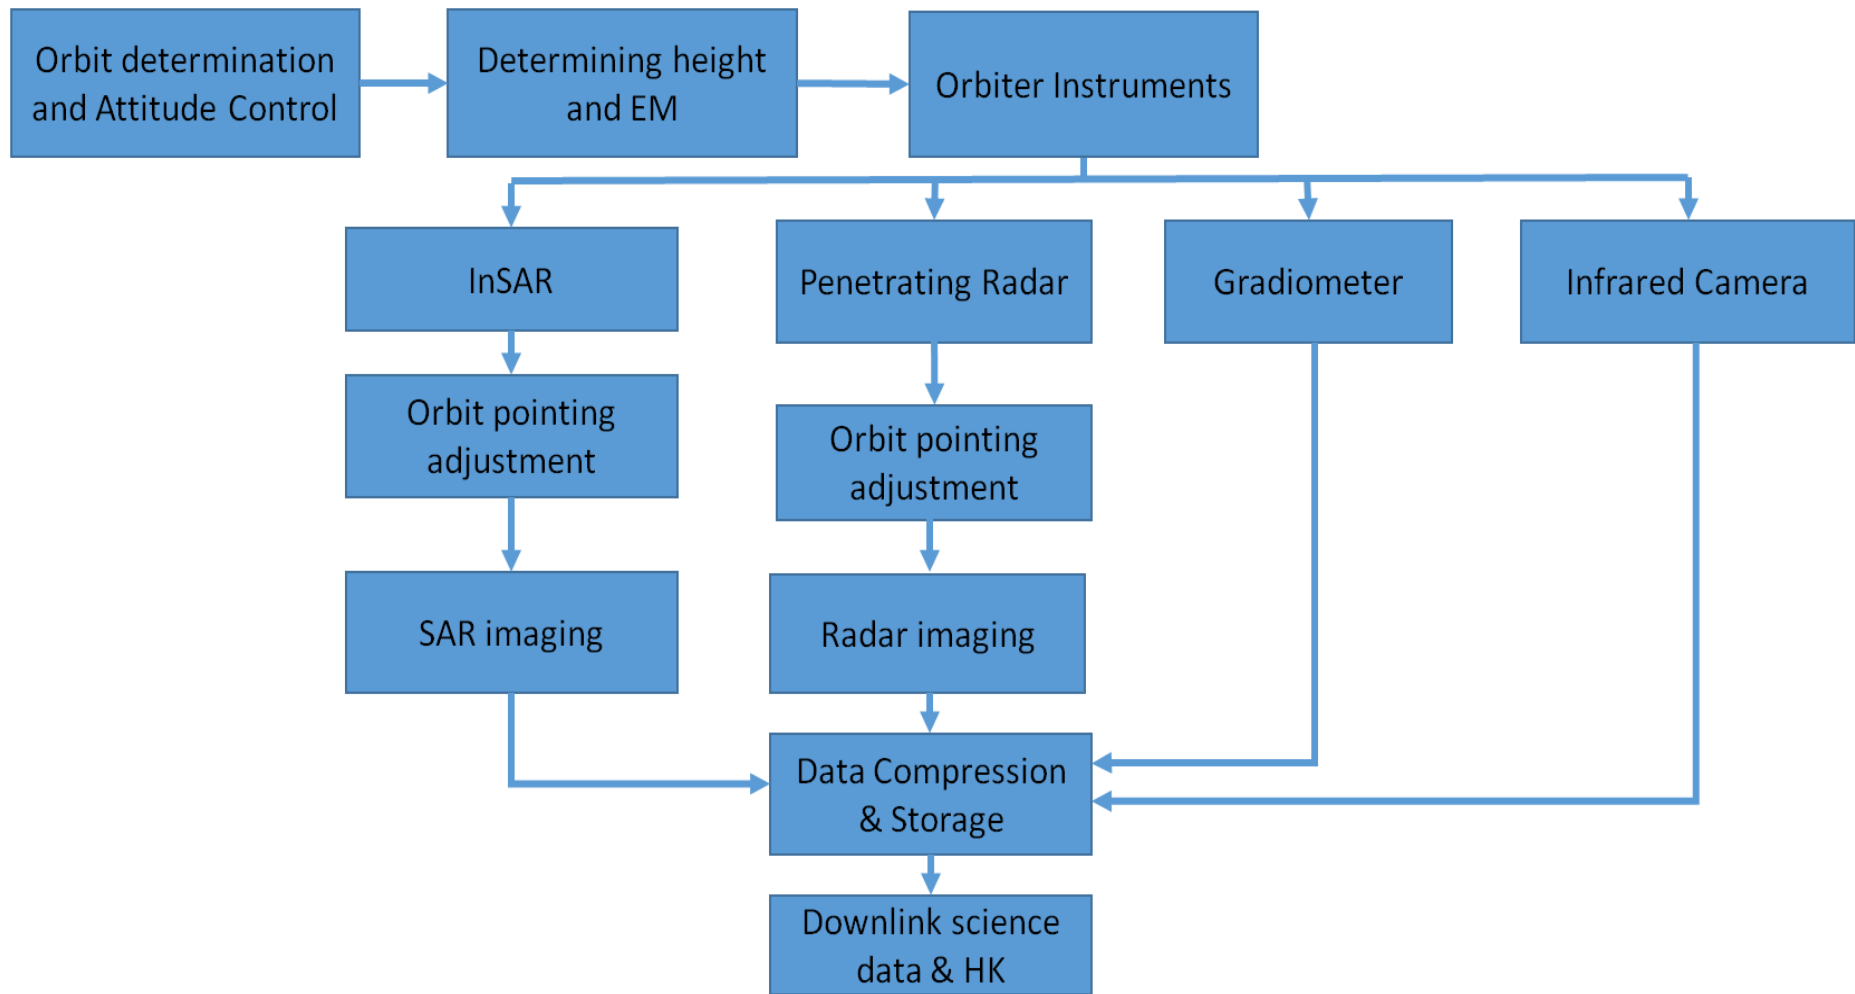 Orbit determination
and Attitude Control
Determining height
and EM
Orbiter Instruments
InSAR
Penetrating Radar
Gradiometer
Infrared Camera
Orbit pointing
adjustment
Orbit pointing
adjustment
SAR imaging
Radar imaging
Data Compression
& Storage
Downlink science
data & HK